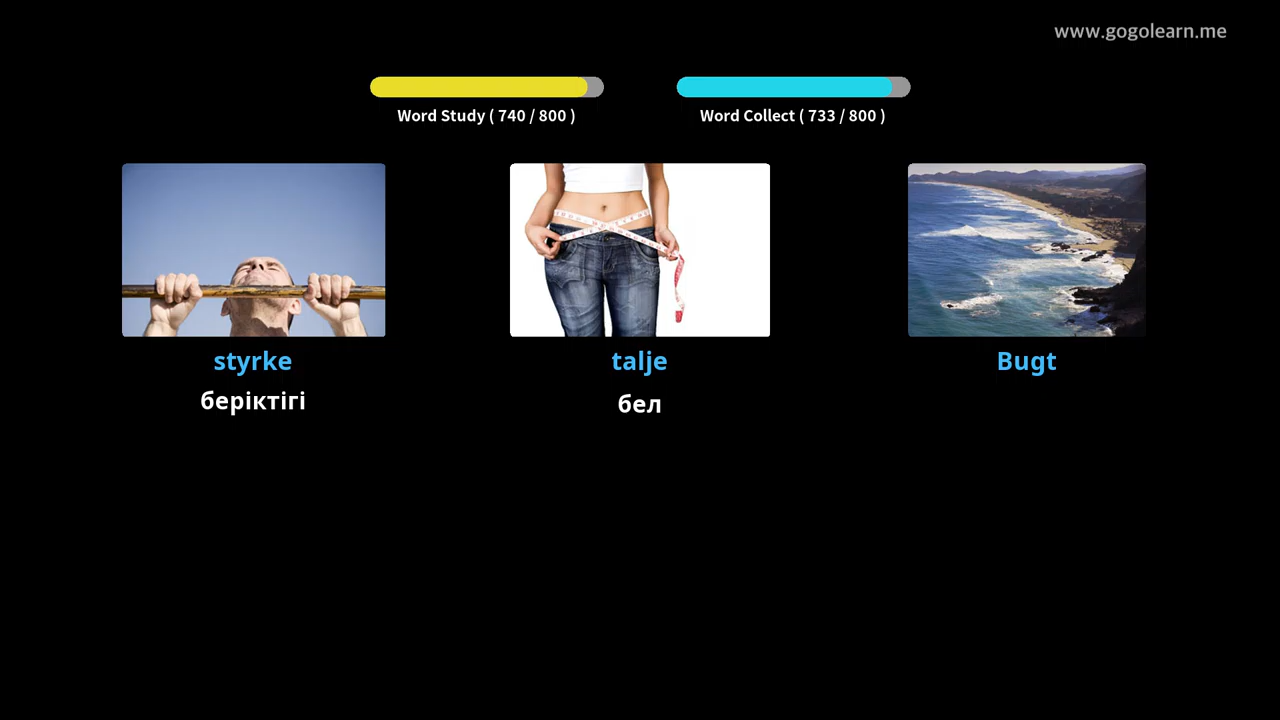 www.gogolearn.me
Word Study ( 740 / 800 )
Word Collect ( 733 / 800 )
styrke
talje
Bugt
беріктігі
бел